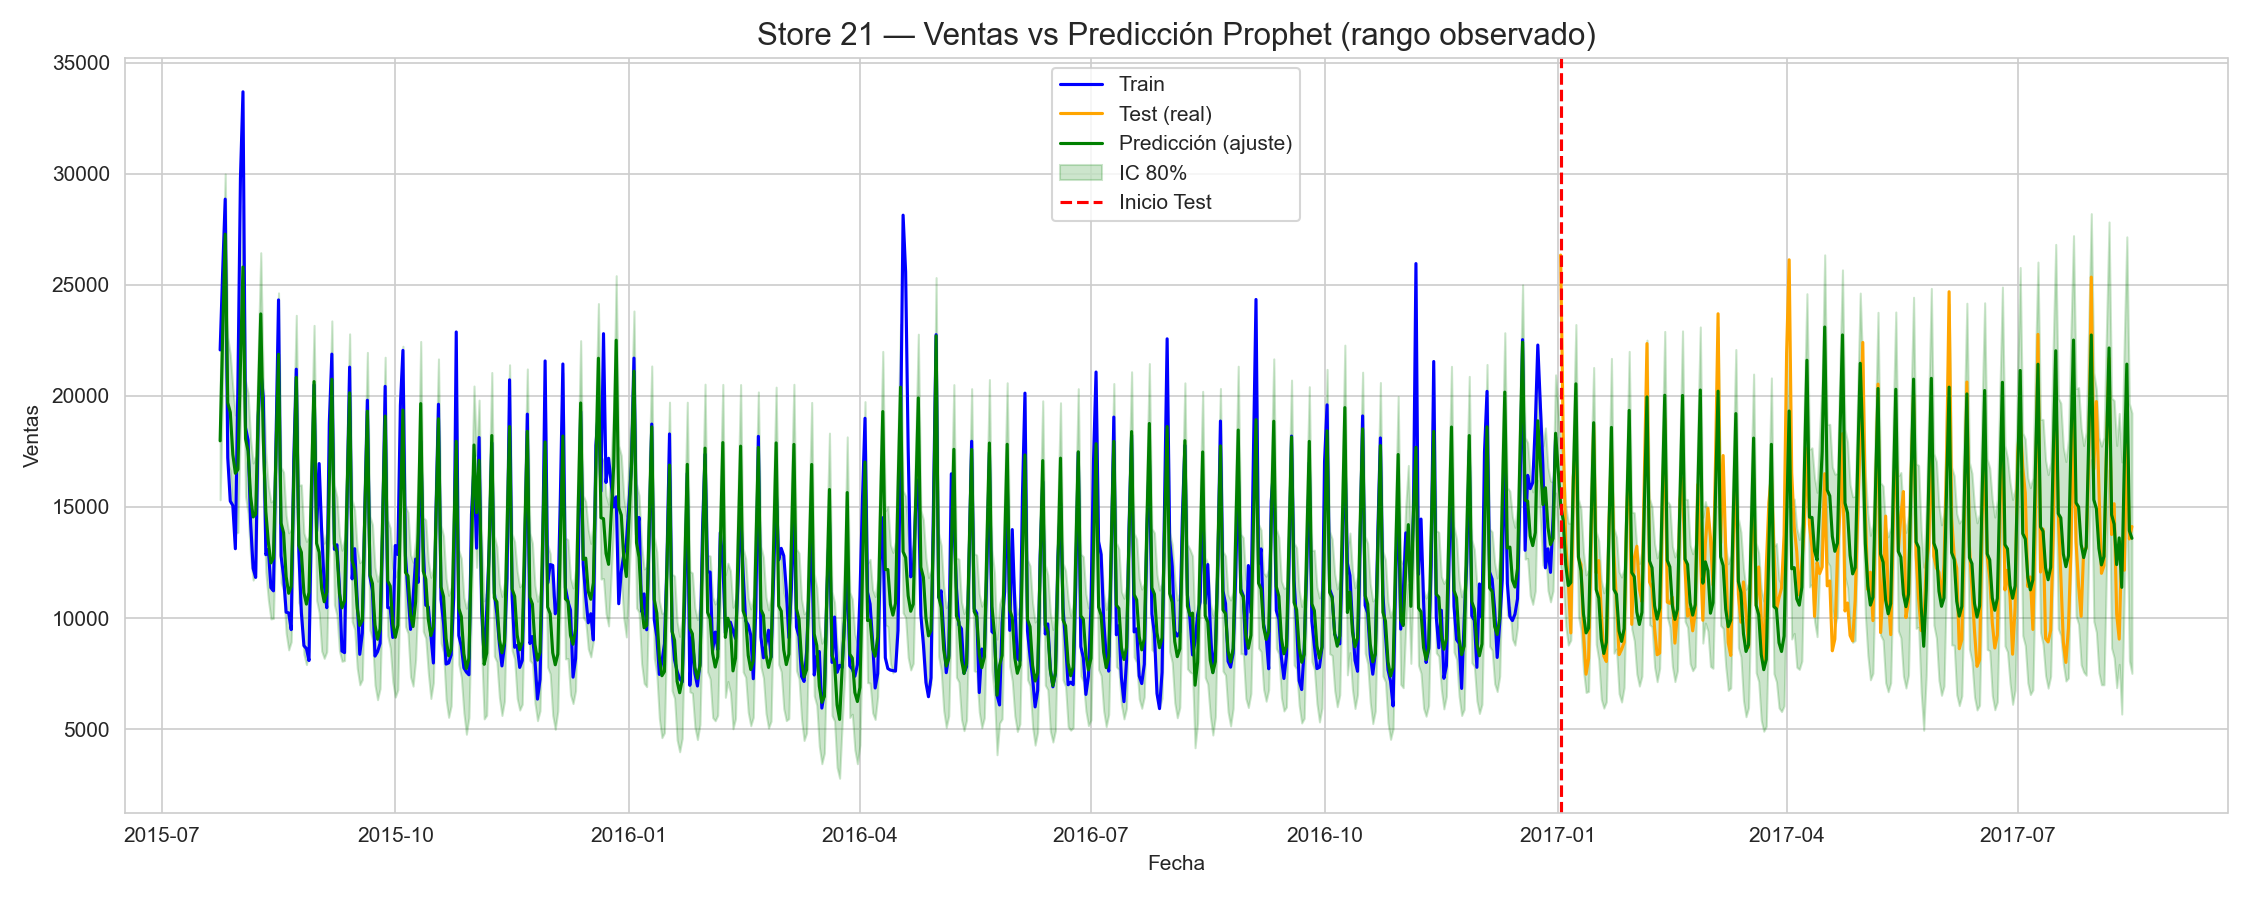 Store 21 — Ventas vs Predicción Prophet (rango observado)
Train
Test (real)
Predicción (ajuste)
IC 80%
Inicio Test
Ventas
35000
30000
25000
20000
15000
10000
5000
2015-07 2015-10 2016-01 2016-04 2016-07 2016-10 2017-01 2017-04 2017-07
Fecha